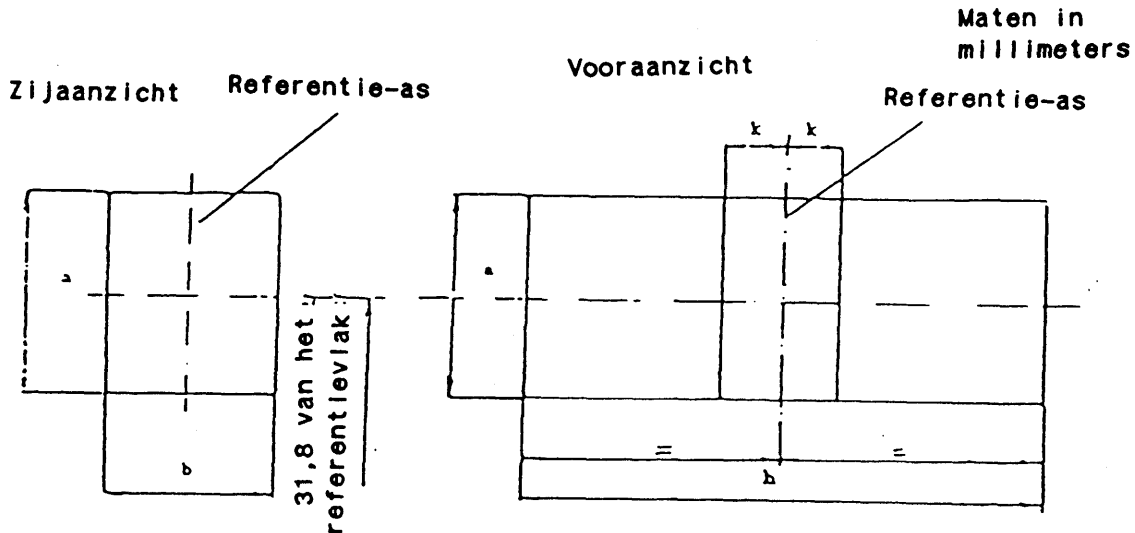 Maten in
millimeters
Zijaanzicht
Referentie-as
Vooraanzicht
Referentie-as
k k
a
a
31,8 van het
referentievlak
b
= =
h